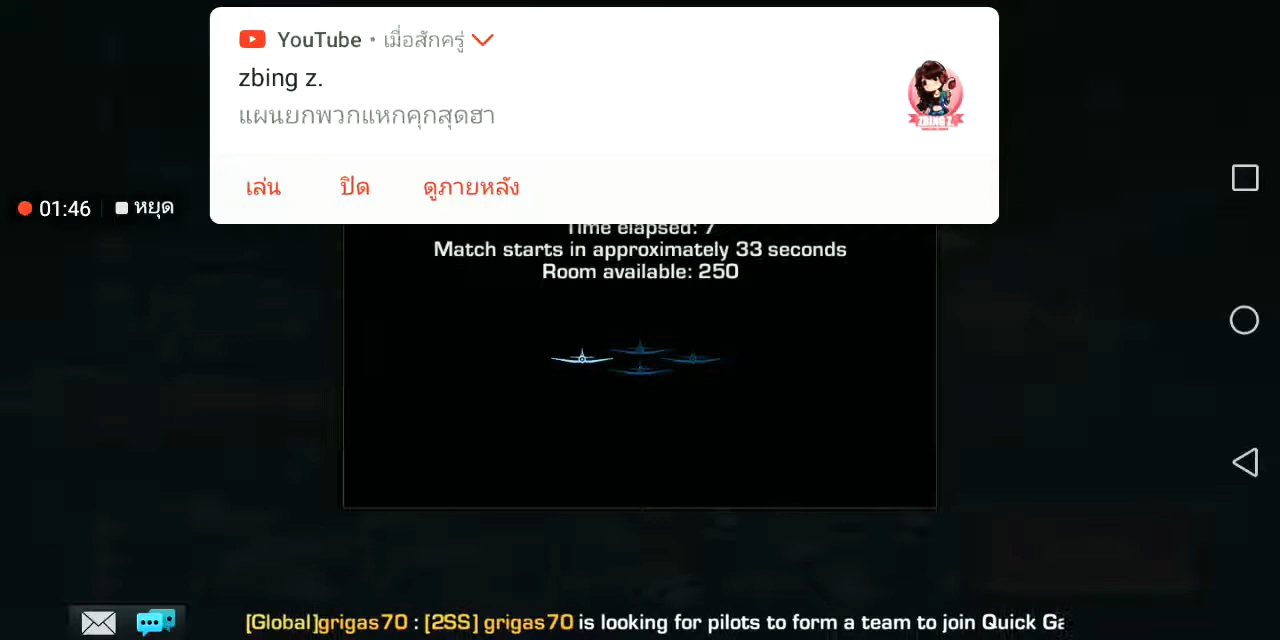 YouTube • เมื่อสักครู่
zbing z.
แผนยกพวกแหกคุกสุดฮา
ZBING Z.
เล่น ปิด ดูภายหลัง
01:46 หยุด
Time elapsed: 7
Match starts in approximately 33 seconds
Room available: 250
[Global]grigas70 : [2SS] grigas70 is looking for pilots to form a team to join Quick Ga